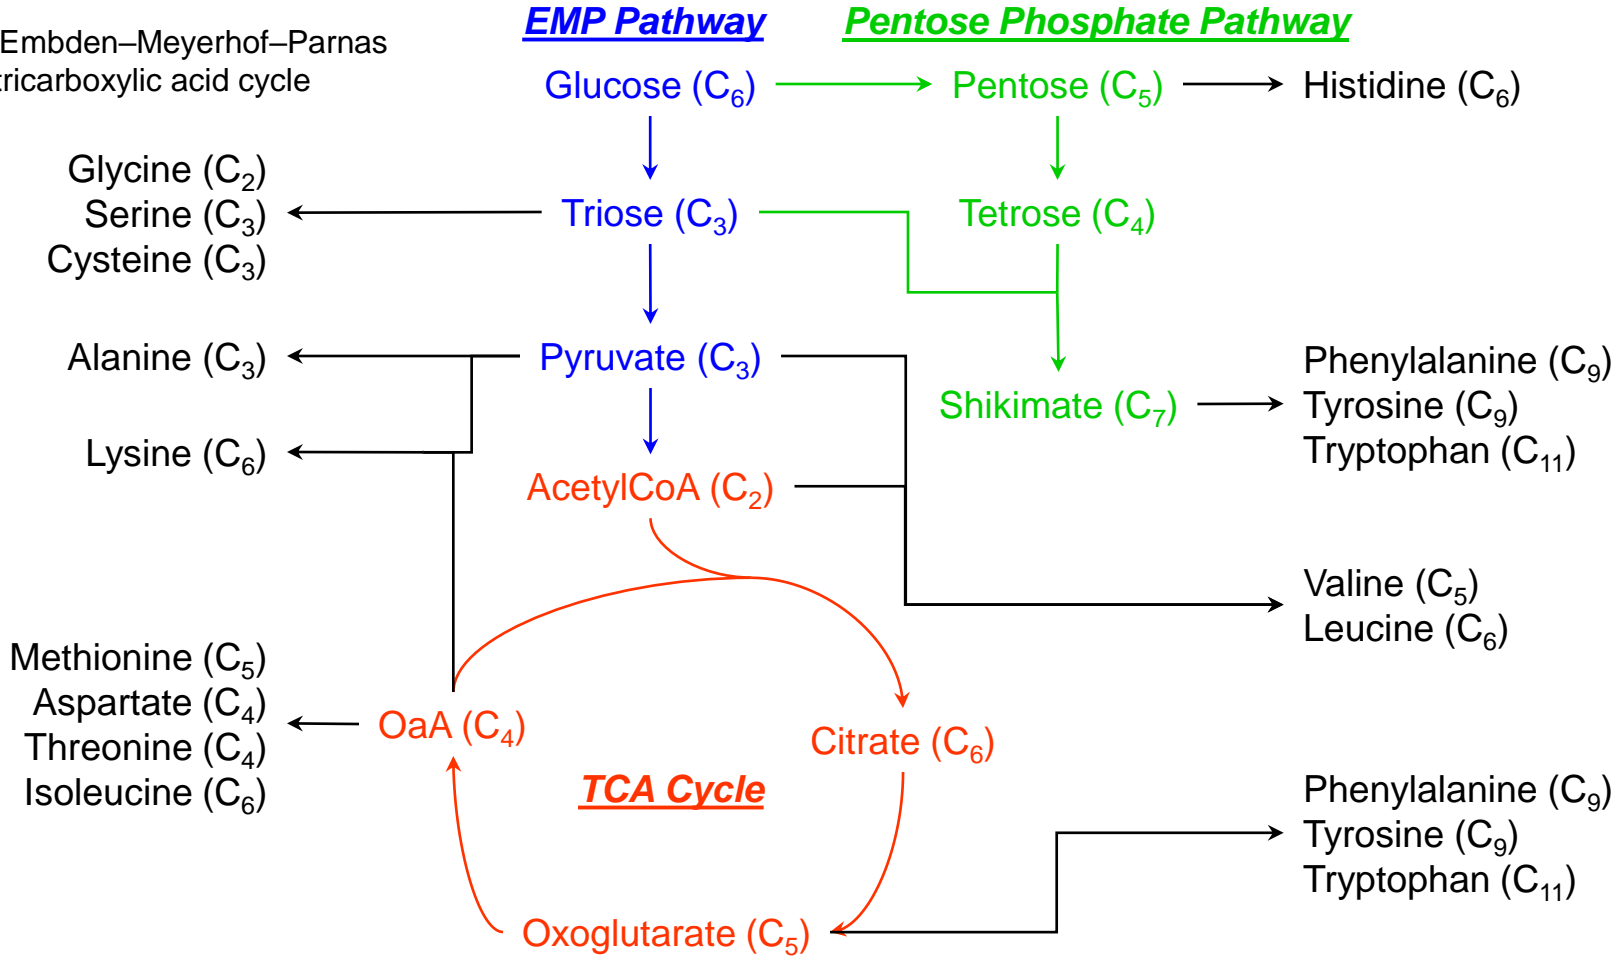 EMP Pathway
Pentose Phosphate Pathway
Embden–Meyerhof–Parnas
tricarboxylic acid cycle
Glucose (C₆)
Pentose (C₅)
Histidine (C₆)
Glycine (C₂)
Serine (C₃)
Cysteine (C₃)
Triose (C₃)
Tetrose (C₄)
Alanine (C₃)
Pyruvate (C₃)
Lysine (C₆)
Shikimate (C₇)
Phenylalanine (C₉)
Tyrosine (C₉)
Tryptophan (C₁₁)
AcetylCoA (C₂)
Valine (C₅)
Leucine (C₆)
Methionine (C₅)
Aspartate (C₄)
Threonine (C₄)
Isoleucine (C₆)
OaA (C₄)
Citrate (C₆)
TCA Cycle
Phenylalanine (C₉)
Tyrosine (C₉)
Tryptophan (C₁₁)
Oxoglutarate (C₅)